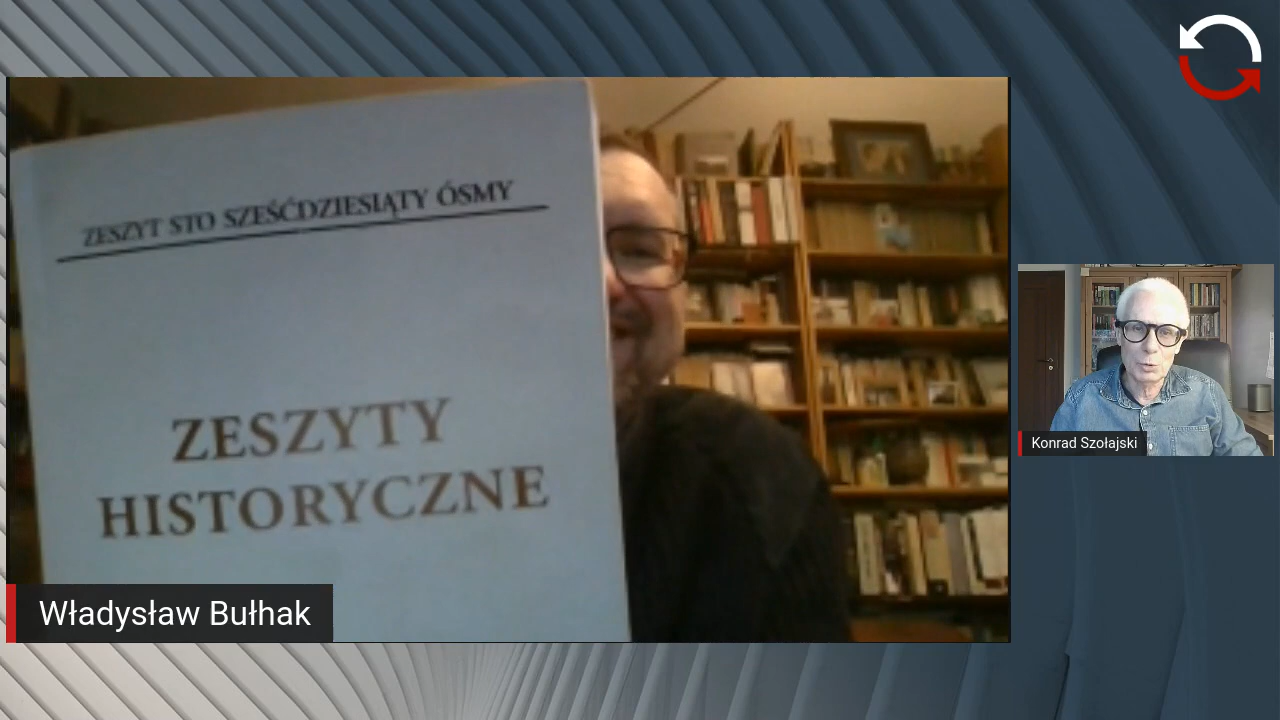 ZESZYT STO SZEŚĆDZIESIĄTY ÓSMY
ZESZYTY
HISTORYCZNE
Władysław Bułhak
Konrad Szołajski